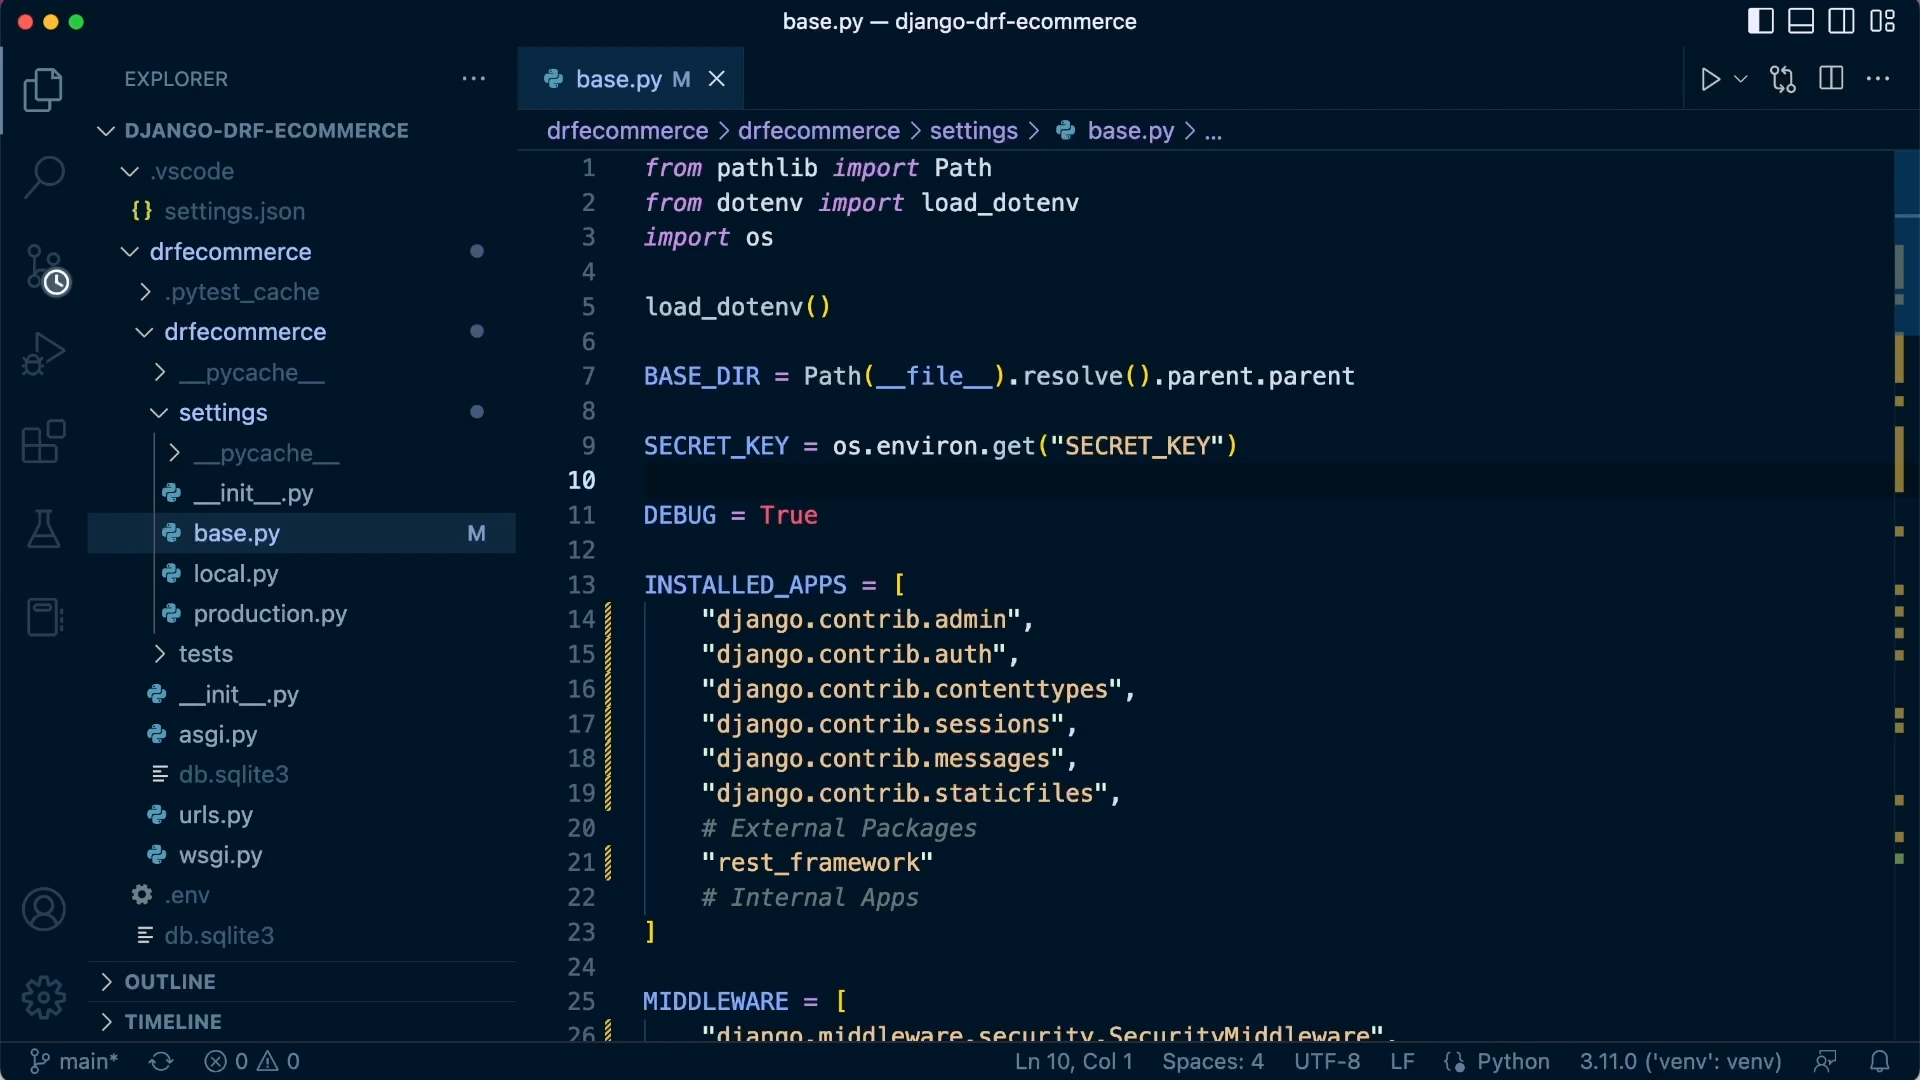 base.py — django-drf-ecommerce
EXPLORER
DJANGO-DRF-ECOMMERCE
.vscode
settings.json
drfecommerce
.pytest_cache
drfecommerce
__pycache__
settings
__pycache__
__init__.py
base.py M
local.py
production.py
tests
__init__.py
asgi.py
db.sqlite3
urls.py
wsgi.py
.env
db.sqlite3
OUTLINE
TIMELINE
base.py M
drfecommerce > drfecommerce > settings > base.py > ...
1 from pathlib import Path
2 from dotenv import load_dotenv
3 import os
4
5 load_dotenv()
6
7 BASE_DIR = Path(__file__).resolve().parent.parent
8
9 SECRET_KEY = os.environ.get("SECRET_KEY")
10
11 DEBUG = True
12
13 INSTALLED_APPS = [
14 "django.contrib.admin",
15 "django.contrib.auth",
16 "django.contrib.contenttypes",
17 "django.contrib.sessions",
18 "django.contrib.messages",
19 "django.contrib.staticfiles",
20 # External Packages
21 "rest_framework"
22 # Internal Apps
23 ]
24
25 MIDDLEWARE = [
26 "django.middleware.security.SecurityMiddleware",
main* 0 0 Ln 10, Col 1 Spaces: 4 UTF-8 LF Python 3.11.0 ('venv': venv)